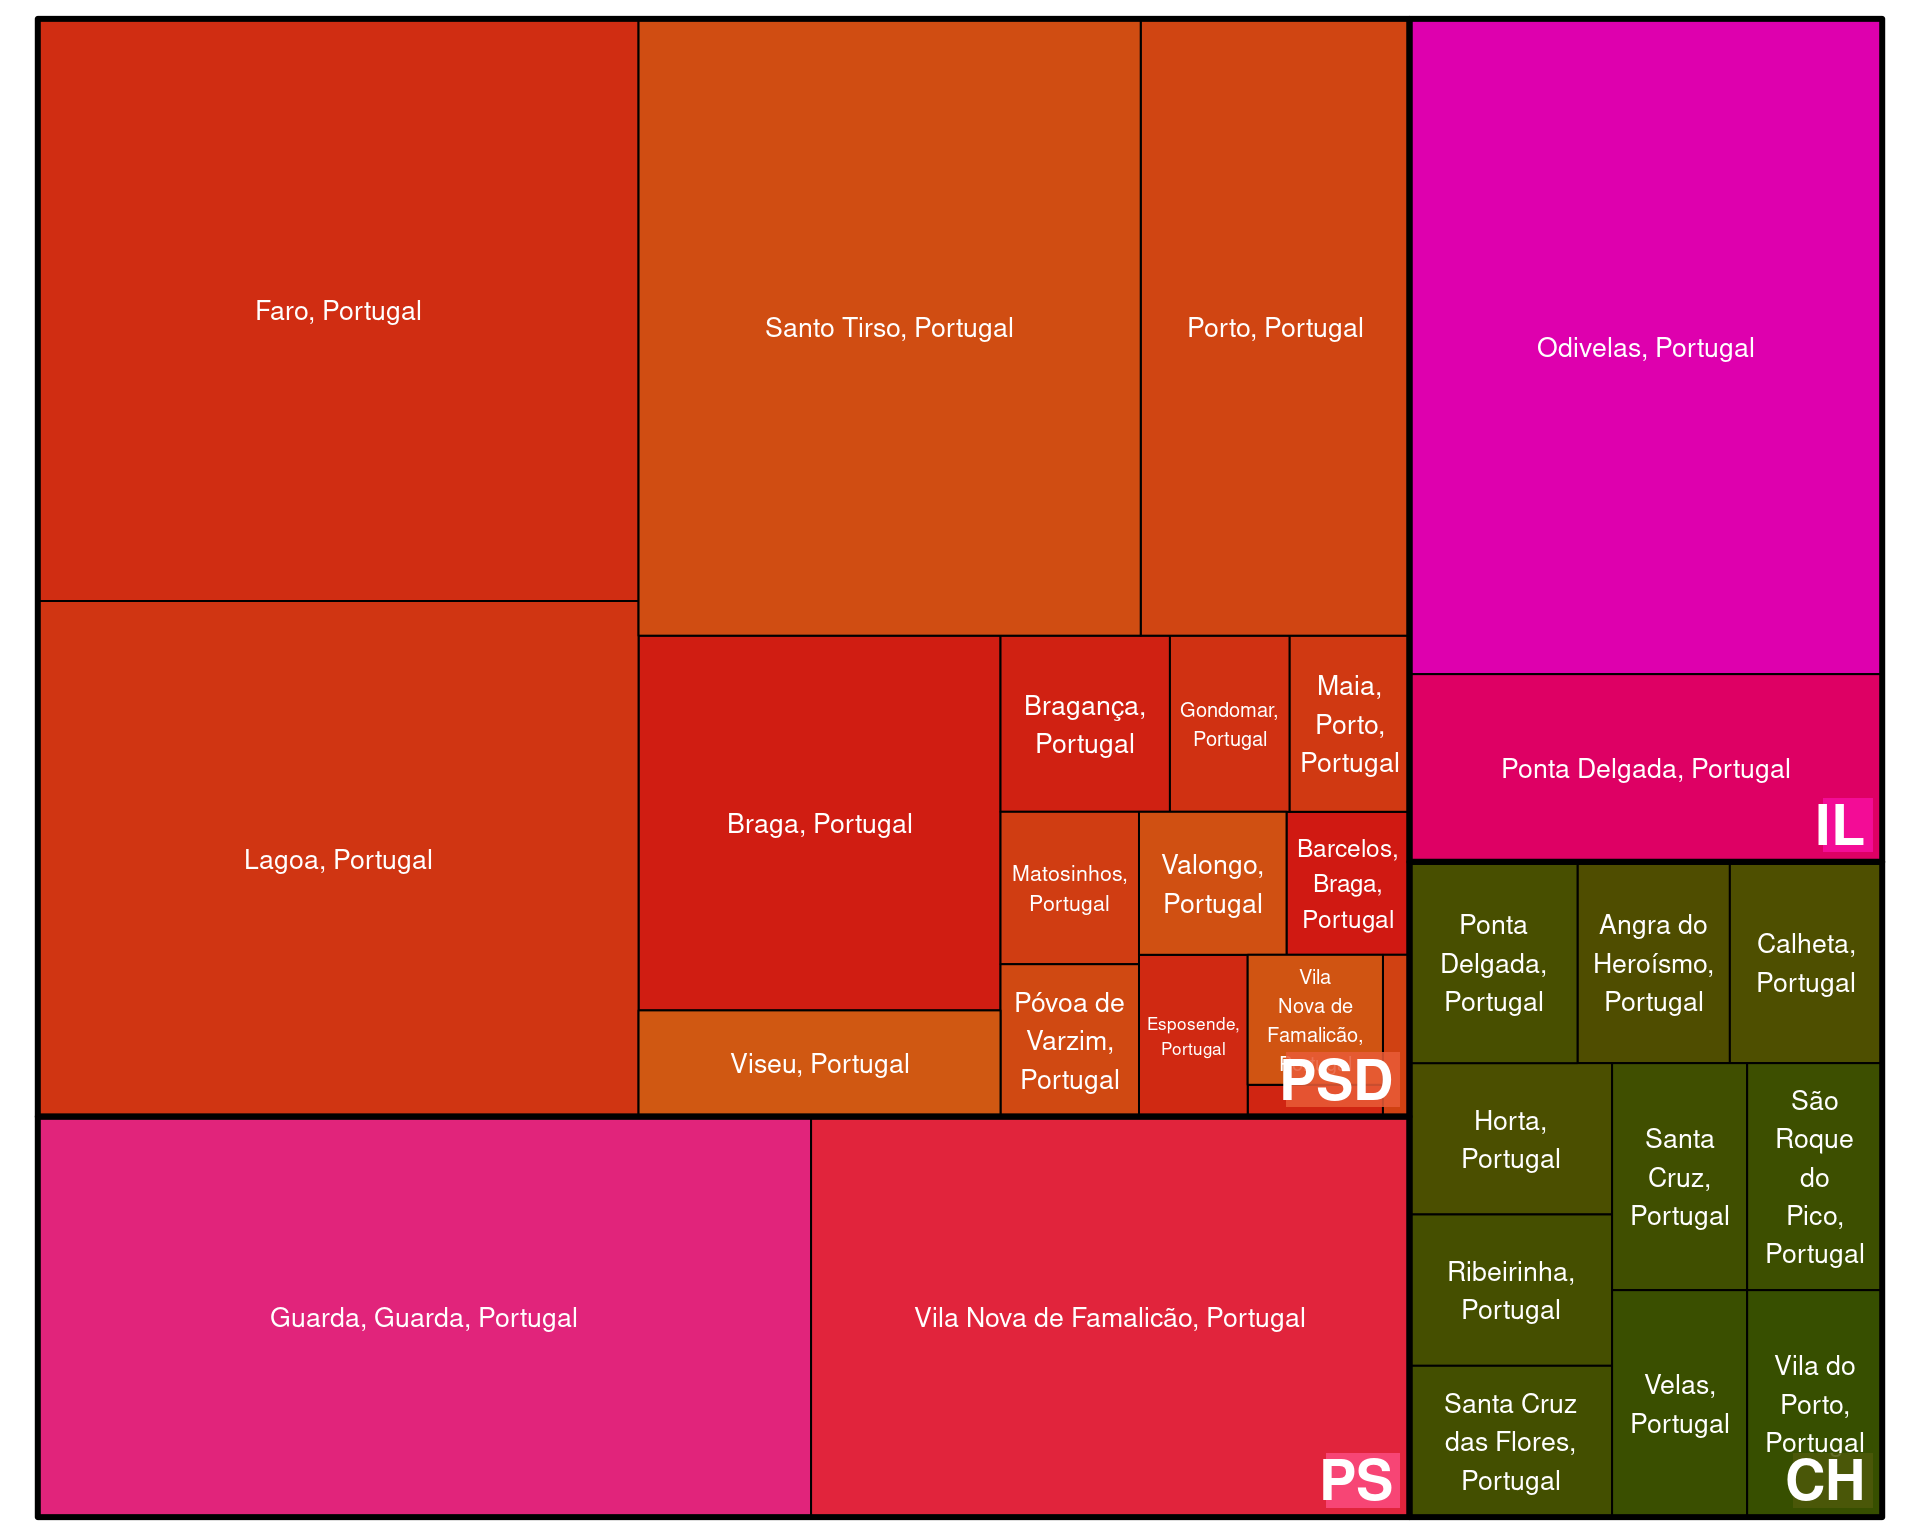 Faro, Portugal
Santo Tirso, Portugal
Porto, Portugal
Odivelas, Portugal
Lagoa, Portugal
Braga, Portugal
Bragança,
Portugal
Gondomar,
Portugal
Maia,
Porto,
Portugal
Matosinhos,
Portugal
Valongo,
Portugal
Barcelos,
Braga,
Portugal
Viseu, Portugal
Póvoa de
Varzim,
Portugal
Esposende,
Portugal
Vila
Nova de
Famalicão,
PSD
Ponta Delgada, Portugal
IL
Guarda, Guarda, Portugal
Vila Nova de Famalicão, Portugal
PS
Ponta
Delgada,
Portugal
Angra do
Heroísmo,
Portugal
Calheta,
Portugal
Horta,
Portugal
Santa
Cruz,
Portugal
São
Roque
do
Pico,
Portugal
Ribeirinha,
Portugal
Santa Cruz
das Flores,
Portugal
Velas,
Portugal
Vila do
Porto,
Portugal
CH